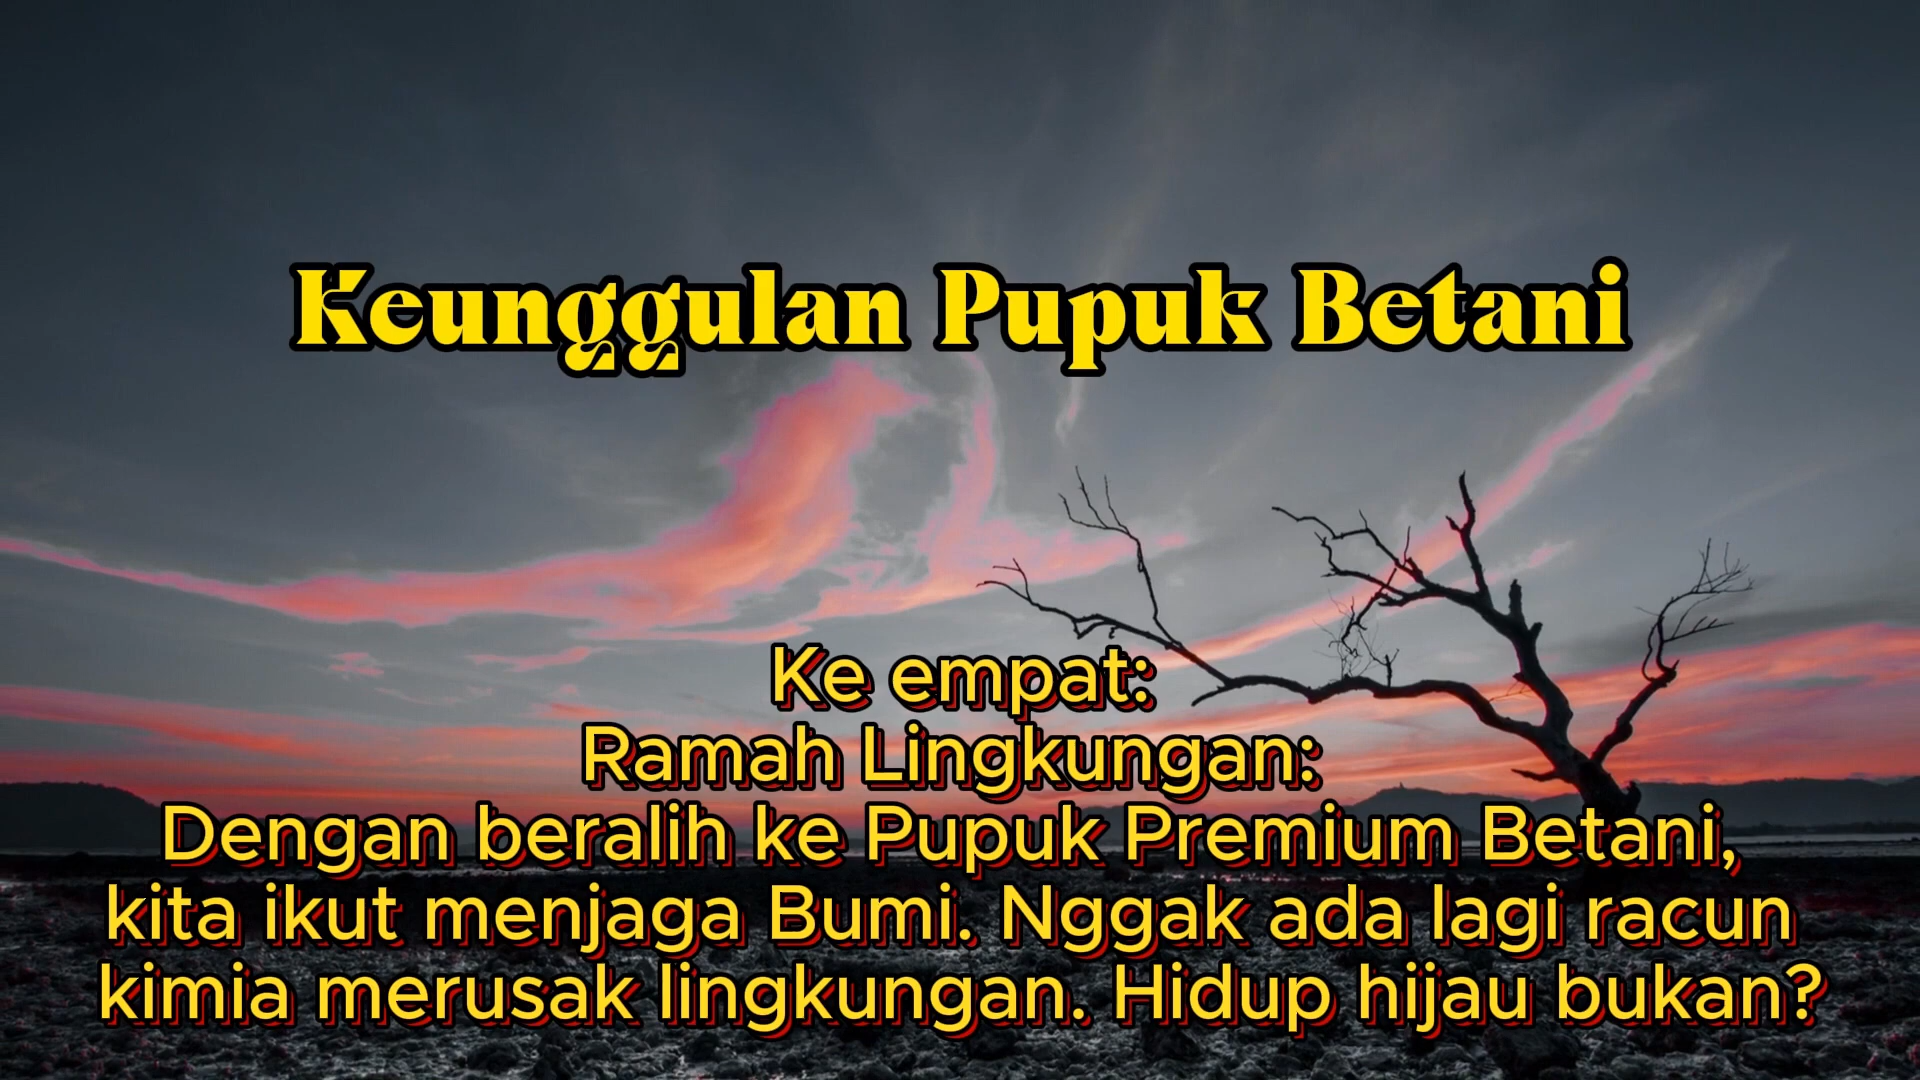 Keunggulan Pupuk Betani
Ke empat:
Ramah Lingkungan:
Dengan beralih ke Pupuk Premium Betani,
kita ikut menjaga Bumi. Nggak ada lagi racun
kimia merusak lingkungan. Hidup hijau bukan?